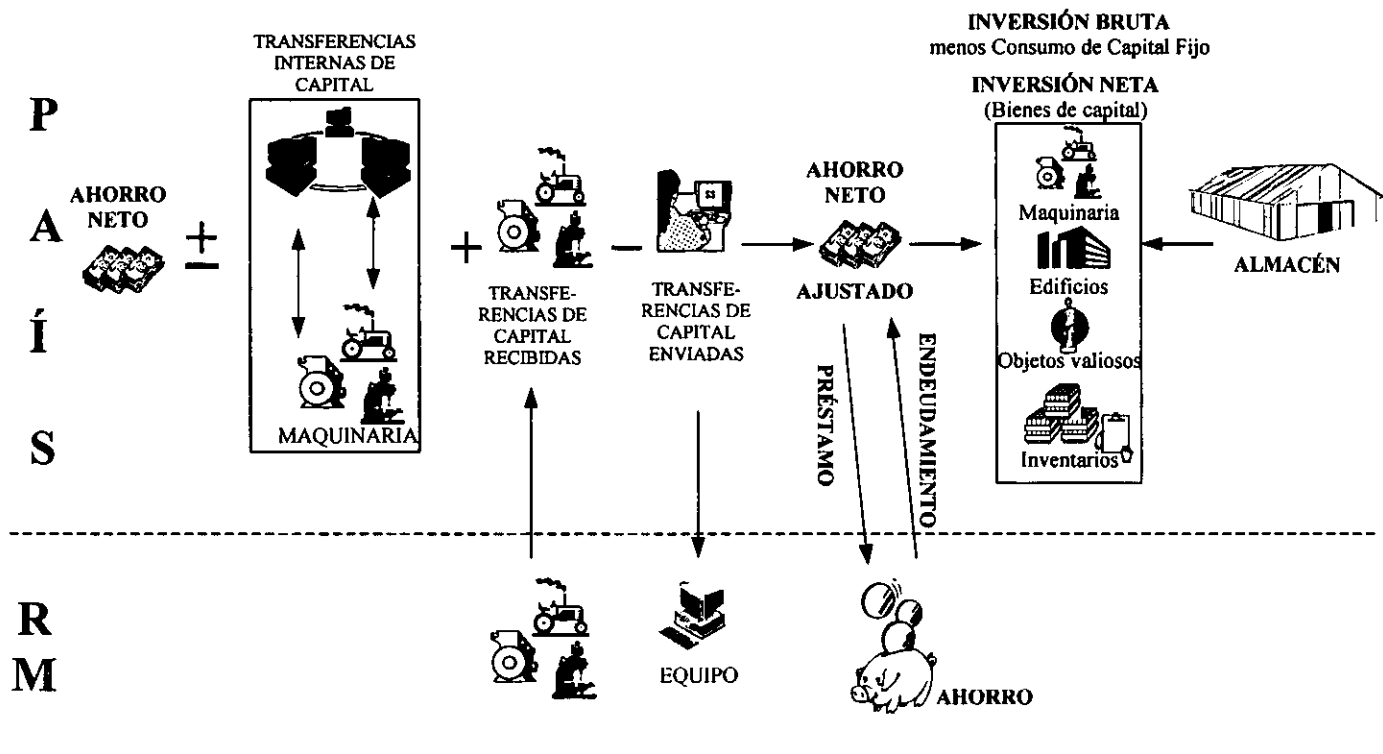 INVERSIÓN BRUTA
menos Consumo de Capital Fijo
INVERSIÓN NETA
(Bienes de capital)
TRANSFERENCIAS
INTERNAS DE
CAPITAL
P
A
Í
S
AHORRO
NETO
±
MAQUINARIA
+
TRANSFE-
RENCIAS DE
CAPITAL
RECIBIDAS
−
TRANSFE-
RENCIAS DE
CAPITAL
ENVIADAS
AHORRO
NETO
AJUSTADO
PRÉSTAMO
ENDEUDAMIENTO
Maquinaria
Edificios
Objetos valiosos
Inventarios
ALMACÉN
R
M
EQUIPO
AHORRO